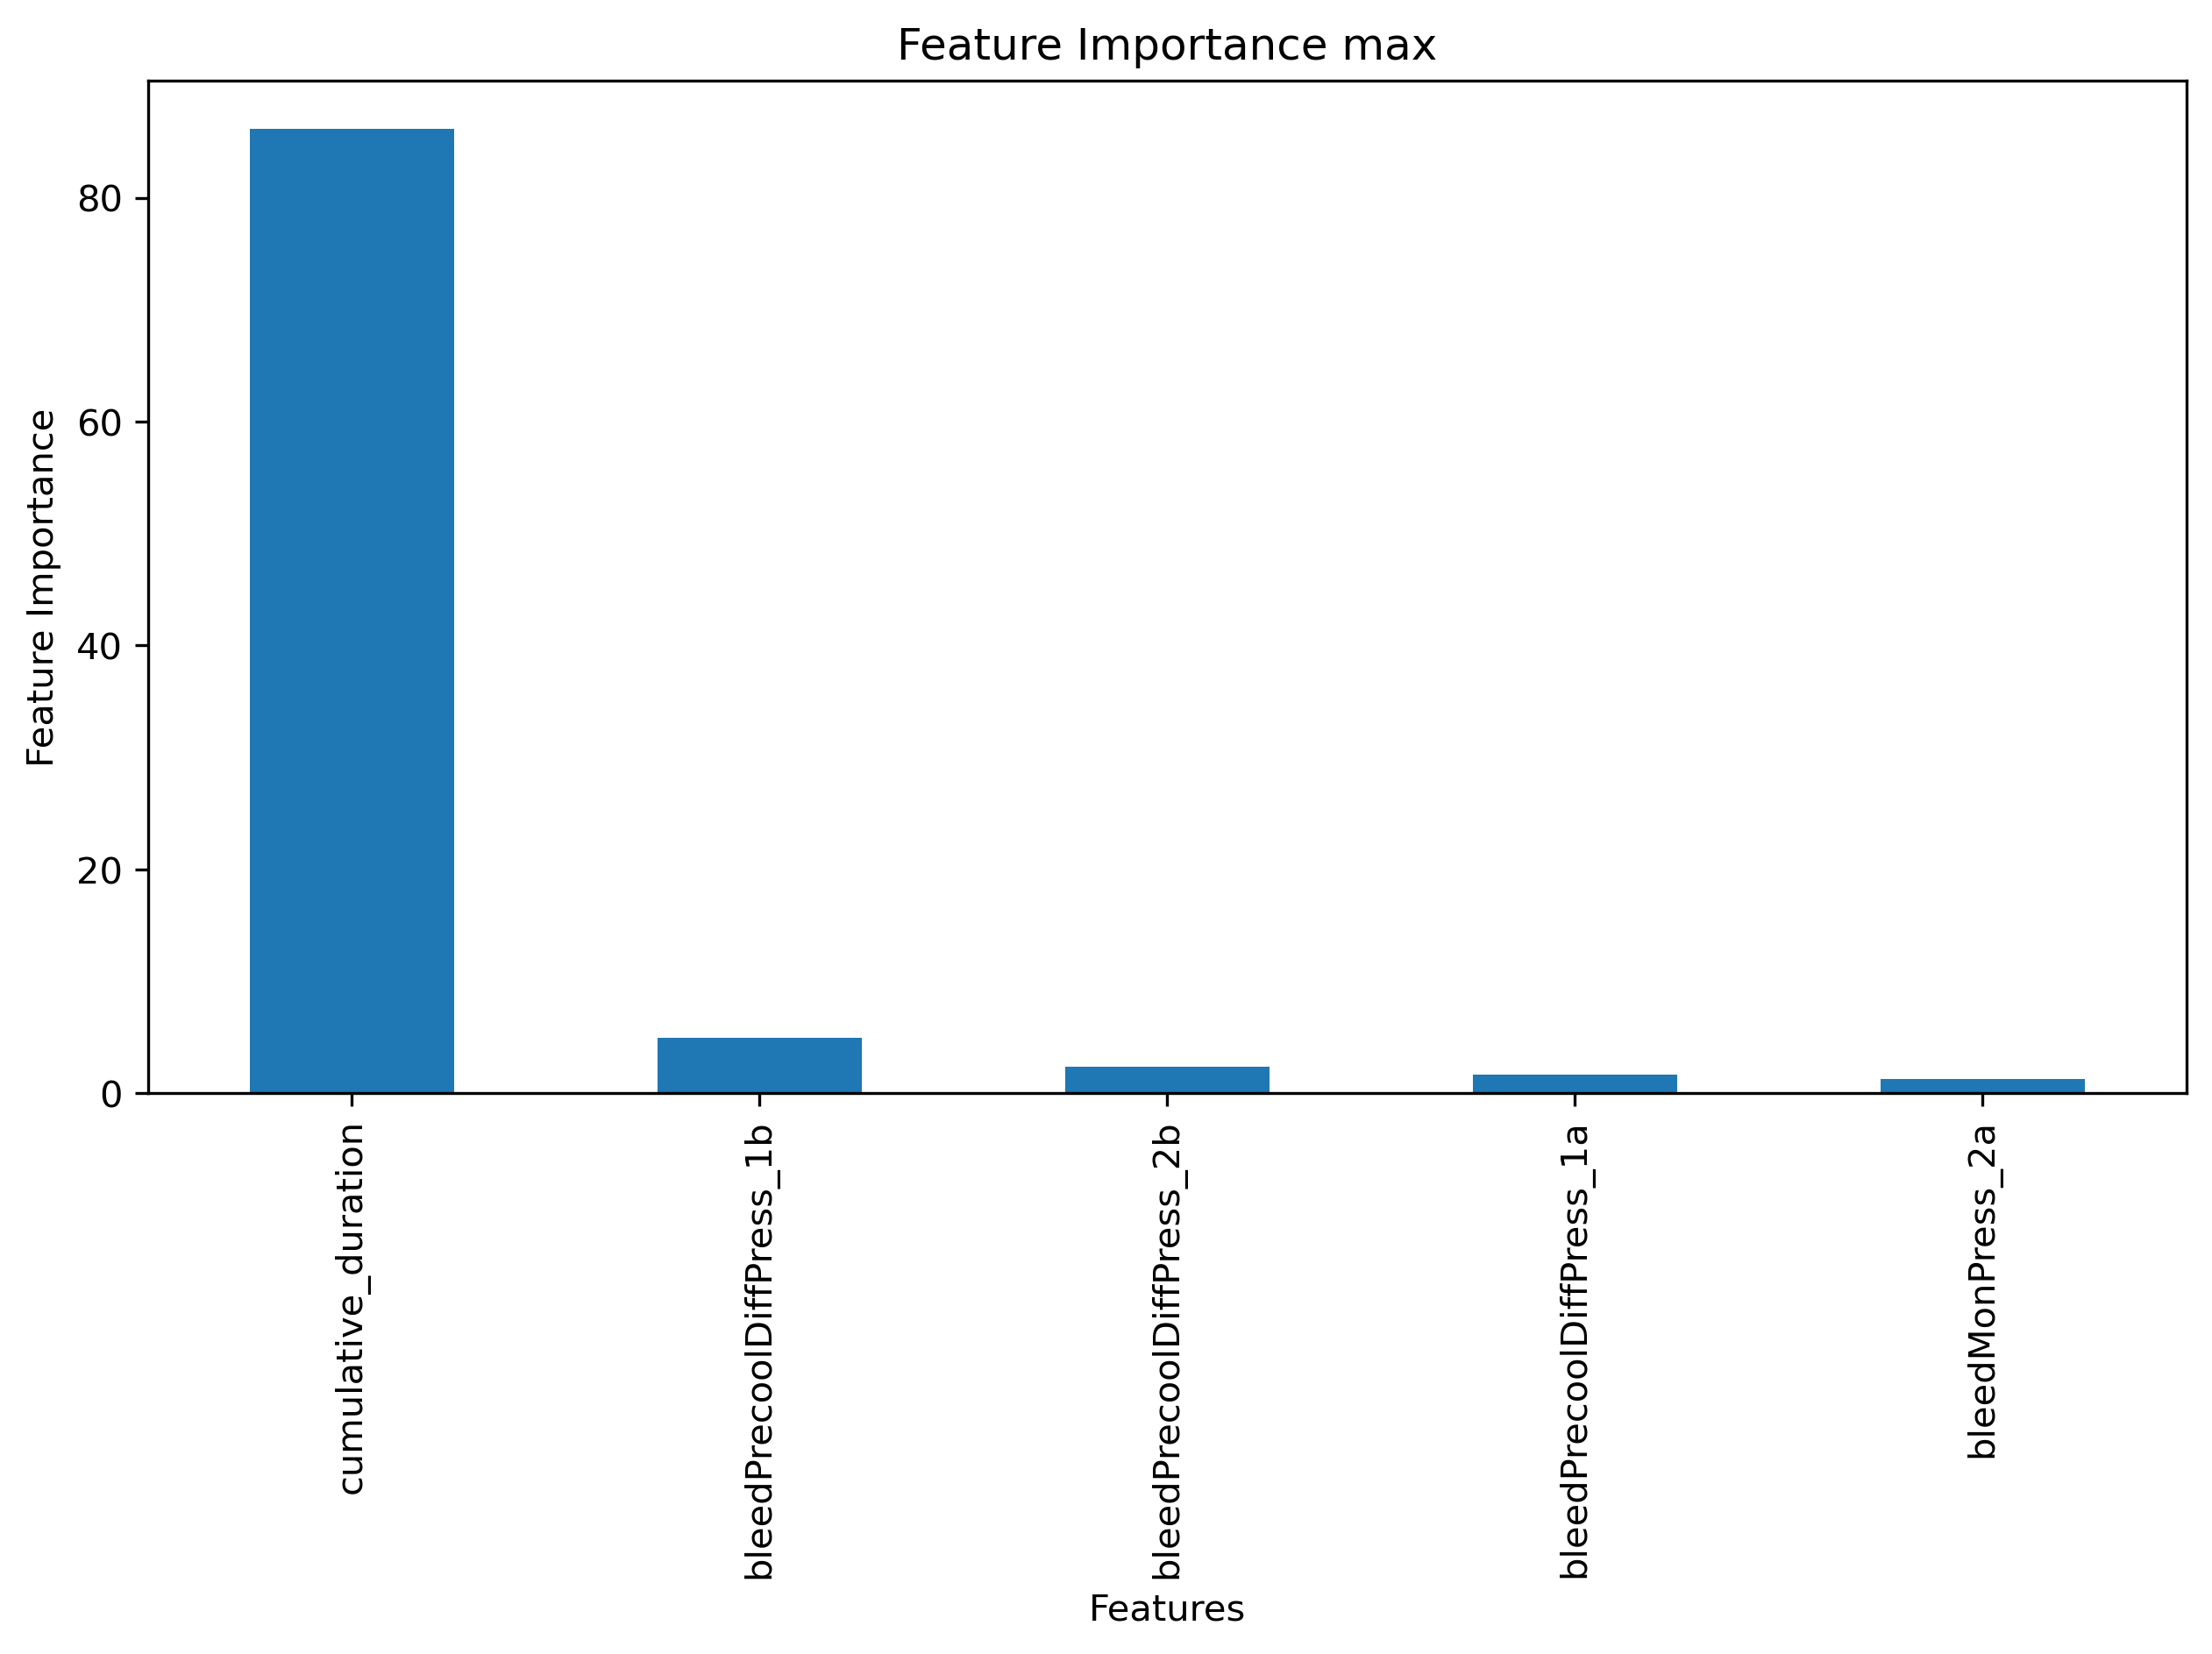 Feature Importance max
Feature Importance
80
60
40
20
0
cumulative_duration
bleedPrecoolDiffPress_1b
bleedPrecoolDiffPress_2b
bleedPrecoolDiffPress_1a
bleedMonPress_2a
Features